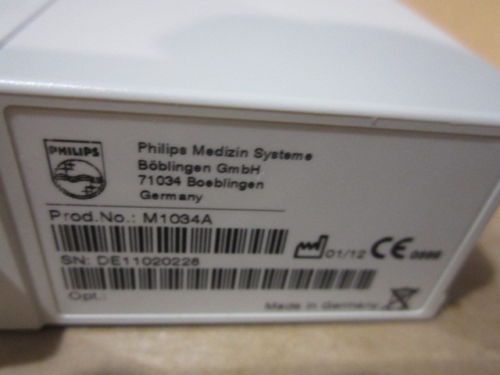 PHILIPS
Philips Medizin Systeme
Böblingen GmbH
71034 Boeblingen
Germany
Prod.No.: M1034A
01/12 CE
SN: DE11020228
Opt.:
Made in Germany